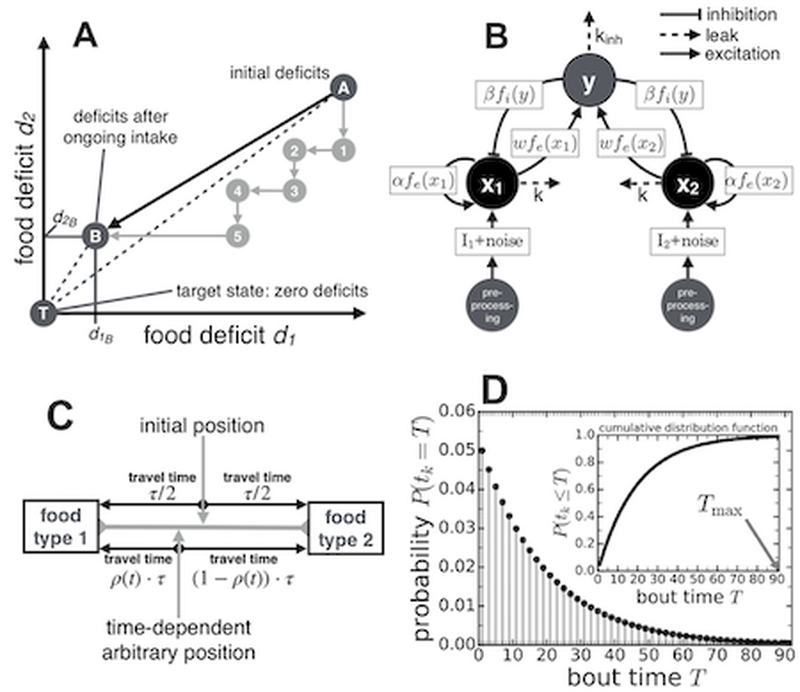 A
initial deficits
A
deficits after
ongoing intake
2
1
4
3
B
5
d2B
T
target state: zero deficits
d1B
food deficit d1
food deficit d2
B
inhibition
leak
excitation
kinh
y
βfi(y)
βfi(y)
wfe(x1)
wfe(x2)
αfe(x1)
x1
k
k
x2
αfe(x2)
I1+noise
I2+noise
pre-
process-
ing
pre-
process-
ing
C
initial position
travel time
τ/2
travel time
τ/2
food
type 1
food
type 2
travel time
ρ(t) · τ
travel time
(1 − ρ(t)) · τ
time-dependent
arbitrary position
D
probability P(tk = T)
0.06
0.05
0.04
0.03
0.02
0.01
0.00
0 10 20 30 40 50 60 70 80 90
bout time T
cumulative distribution function
P(tk ≤ T)
1.0
0.8
0.6
0.4
0.2
0.0
0 10 20 30 40 50 60 70 80 90
bout time T
Tmax